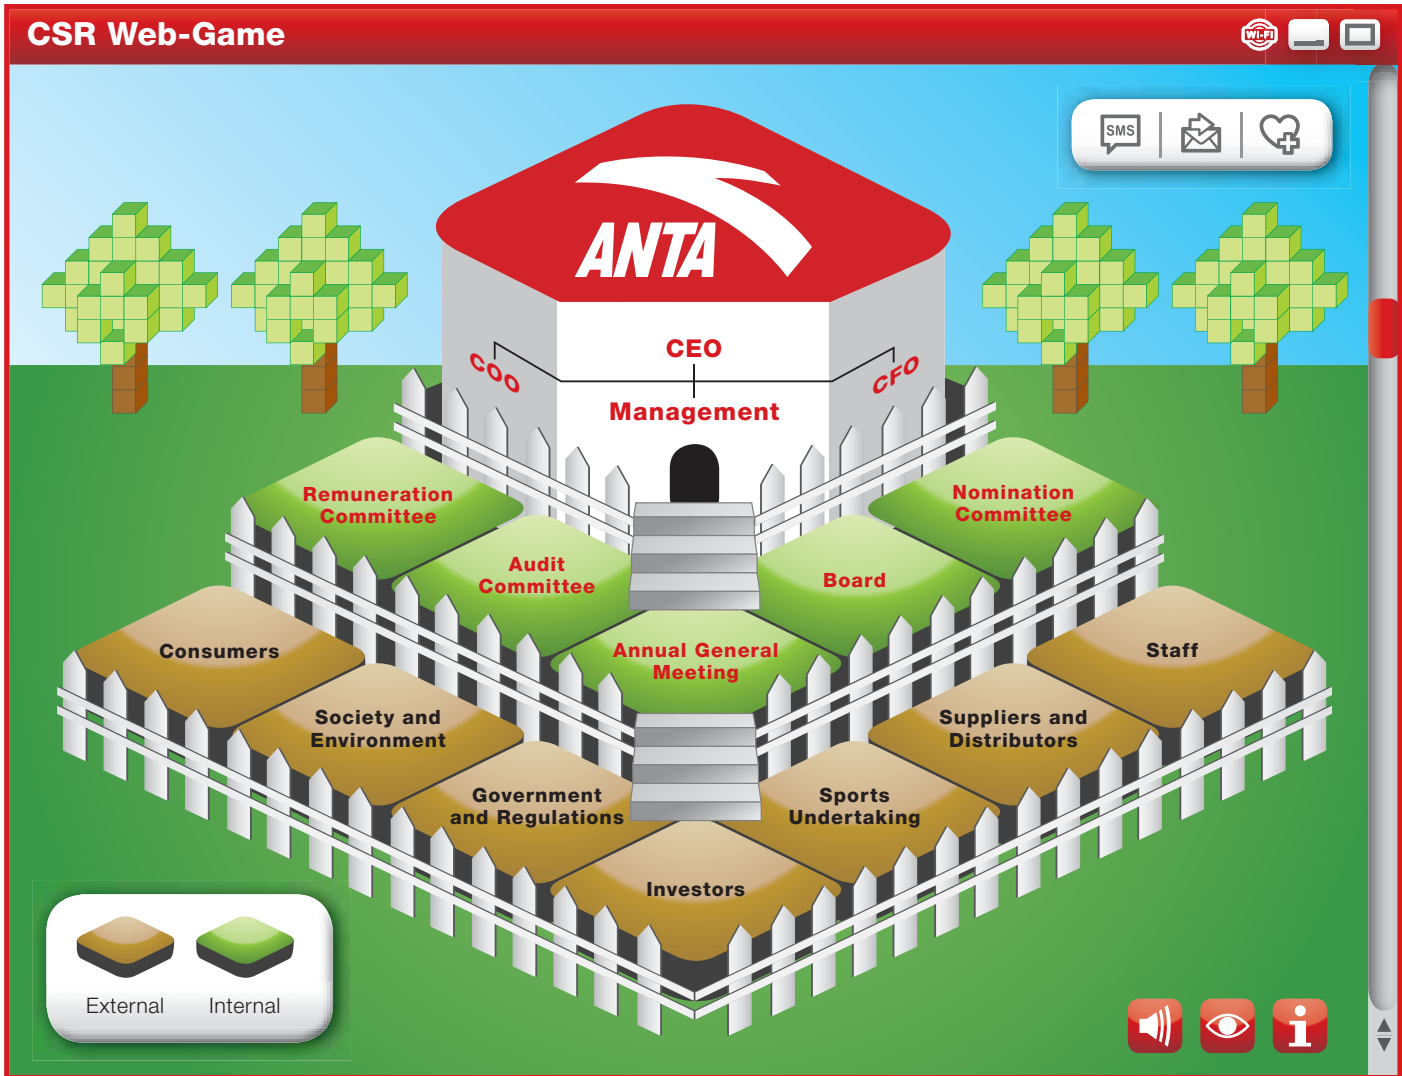 CSR Web-Game
WI-FI
SMS
ANTA
CEO
COO
CFO
Management
Remuneration
Committee
Nomination
Committee
Audit
Committee
Board
Annual General
Meeting
Consumers
Staff
Society and
Environment
Suppliers and
Distributors
Government
and Regulations
Sports
Undertaking
Investors
External
Internal